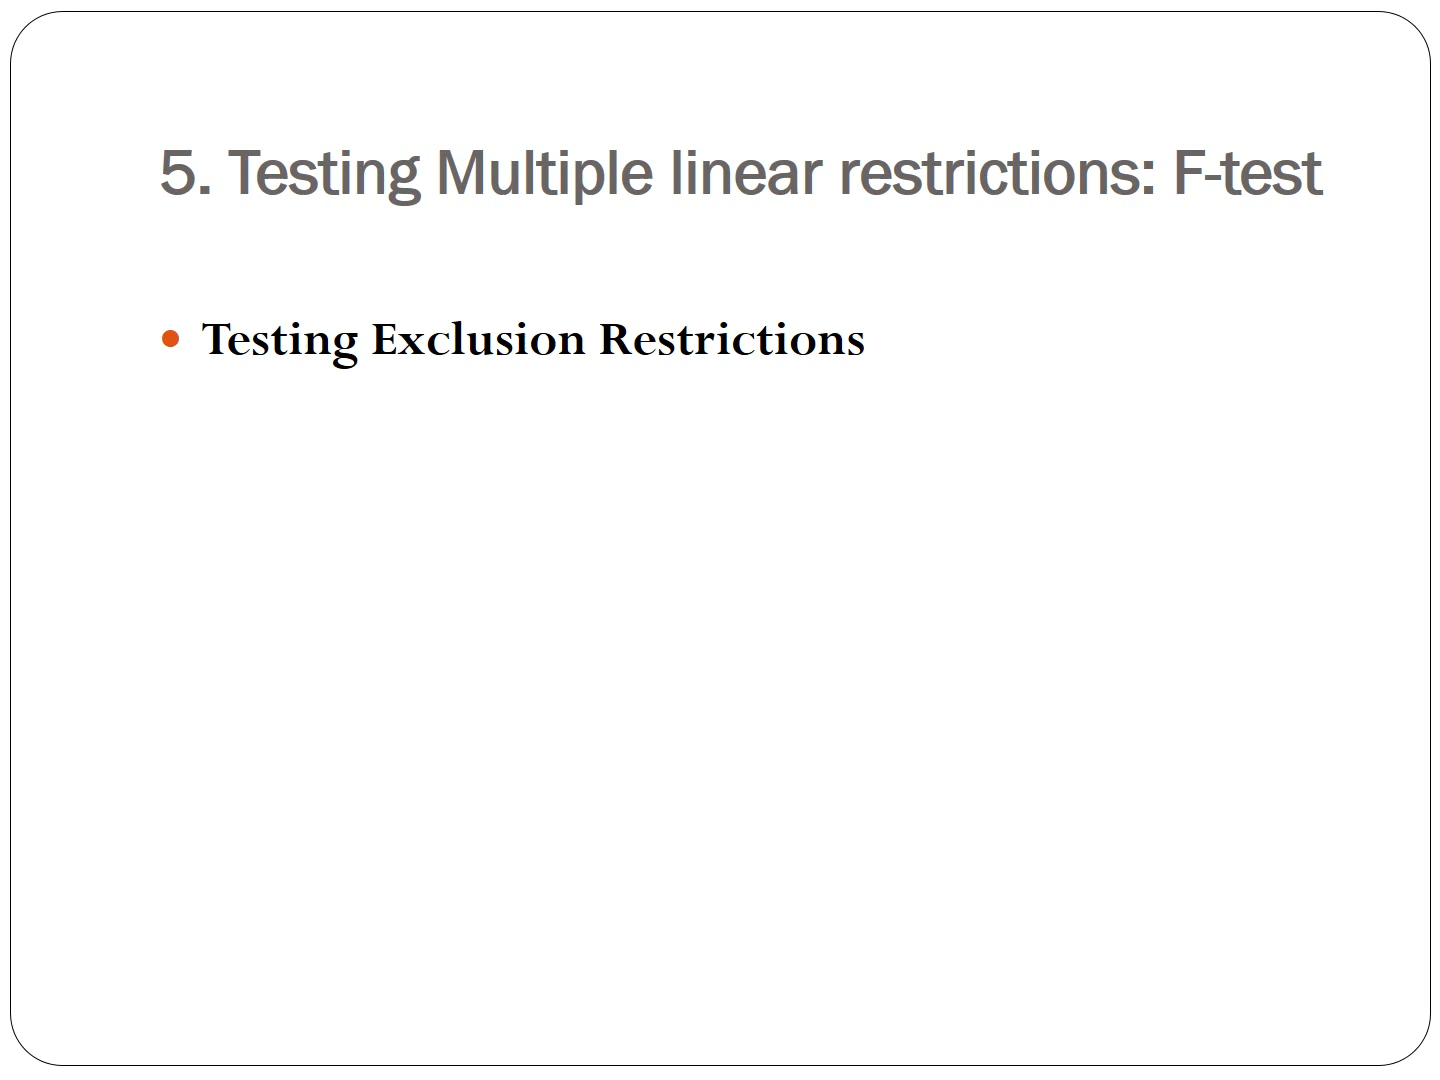 5. Testing Multiple linear restrictions: F-test
• Testing Exclusion Restrictions